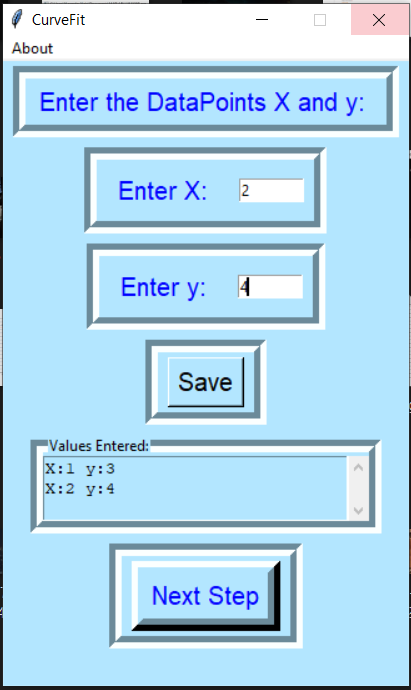 CurveFit
About
Enter the DataPoints X and y:
Enter X: 2
Enter y: 4
Save
Values Entered:
X:1 y:3
X:2 y:4
Next Step